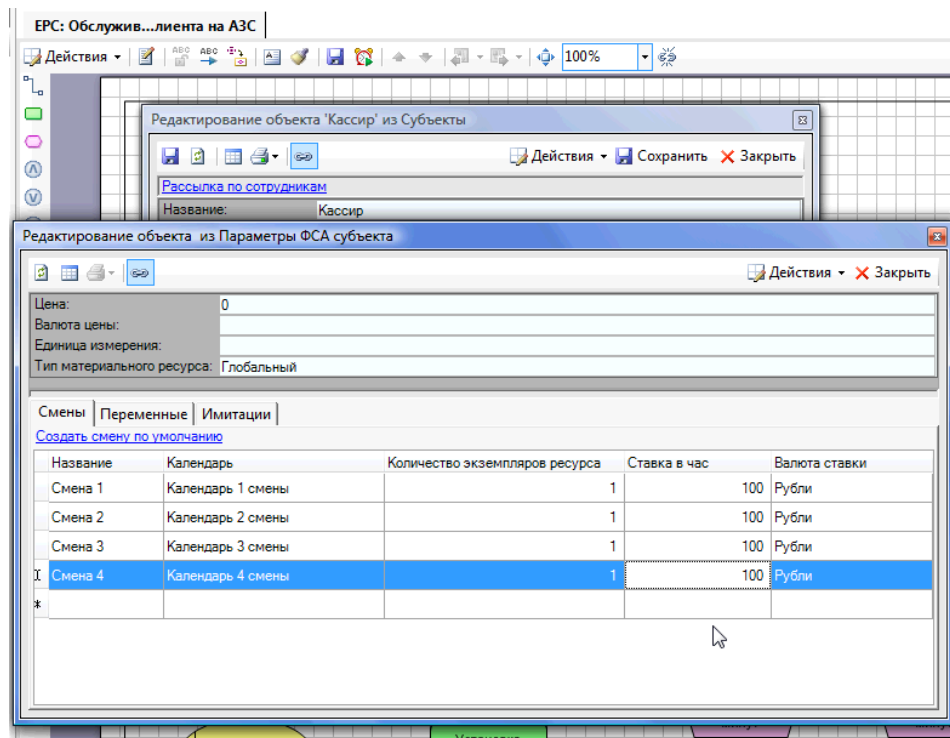 EPC: Обслужив...лиента на АЗС
Действия
ABC ABC
100%
Редактирование объекта 'Кассир' из Субъекты
Действия Сохранить Закрыть
Рассылка по сотрудникам
Название: Кассир
Редактирование объекта из Параметры ФСА субъекта
Действия Закрыть
Цена: 0
Валюта цены:
Единица измерения:
Тип материального ресурса: Глобальный
Смены Переменные Имитации
Создать смену по умолчанию
Название Календарь Количество экземпляров ресурса Ставка в час Валюта ставки
Смена 1 Календарь 1 смены 1 100 Рубли
Смена 2 Календарь 2 смены 1 100 Рубли
Смена 3 Календарь 3 смены 1 100 Рубли
Смена 4 Календарь 4 смены 1 100 Рубли
*